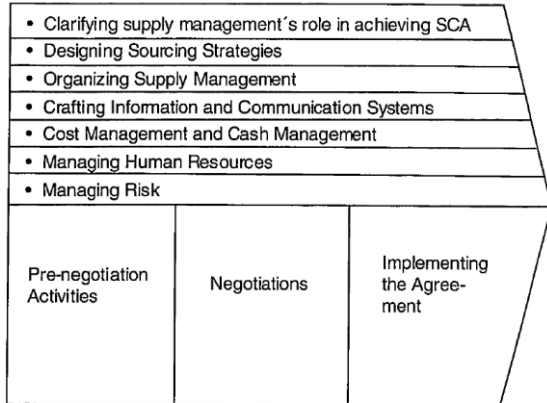 • Clarifying supply management´s role in achieving SCA
• Designing Sourcing Strategies
• Organizing Supply Management
• Crafting Information and Communication Systems
• Cost Management and Cash Management
• Managing Human Resources
• Managing Risk
Pre-negotiation
Activities
Negotiations
Implementing
the Agree-
ment